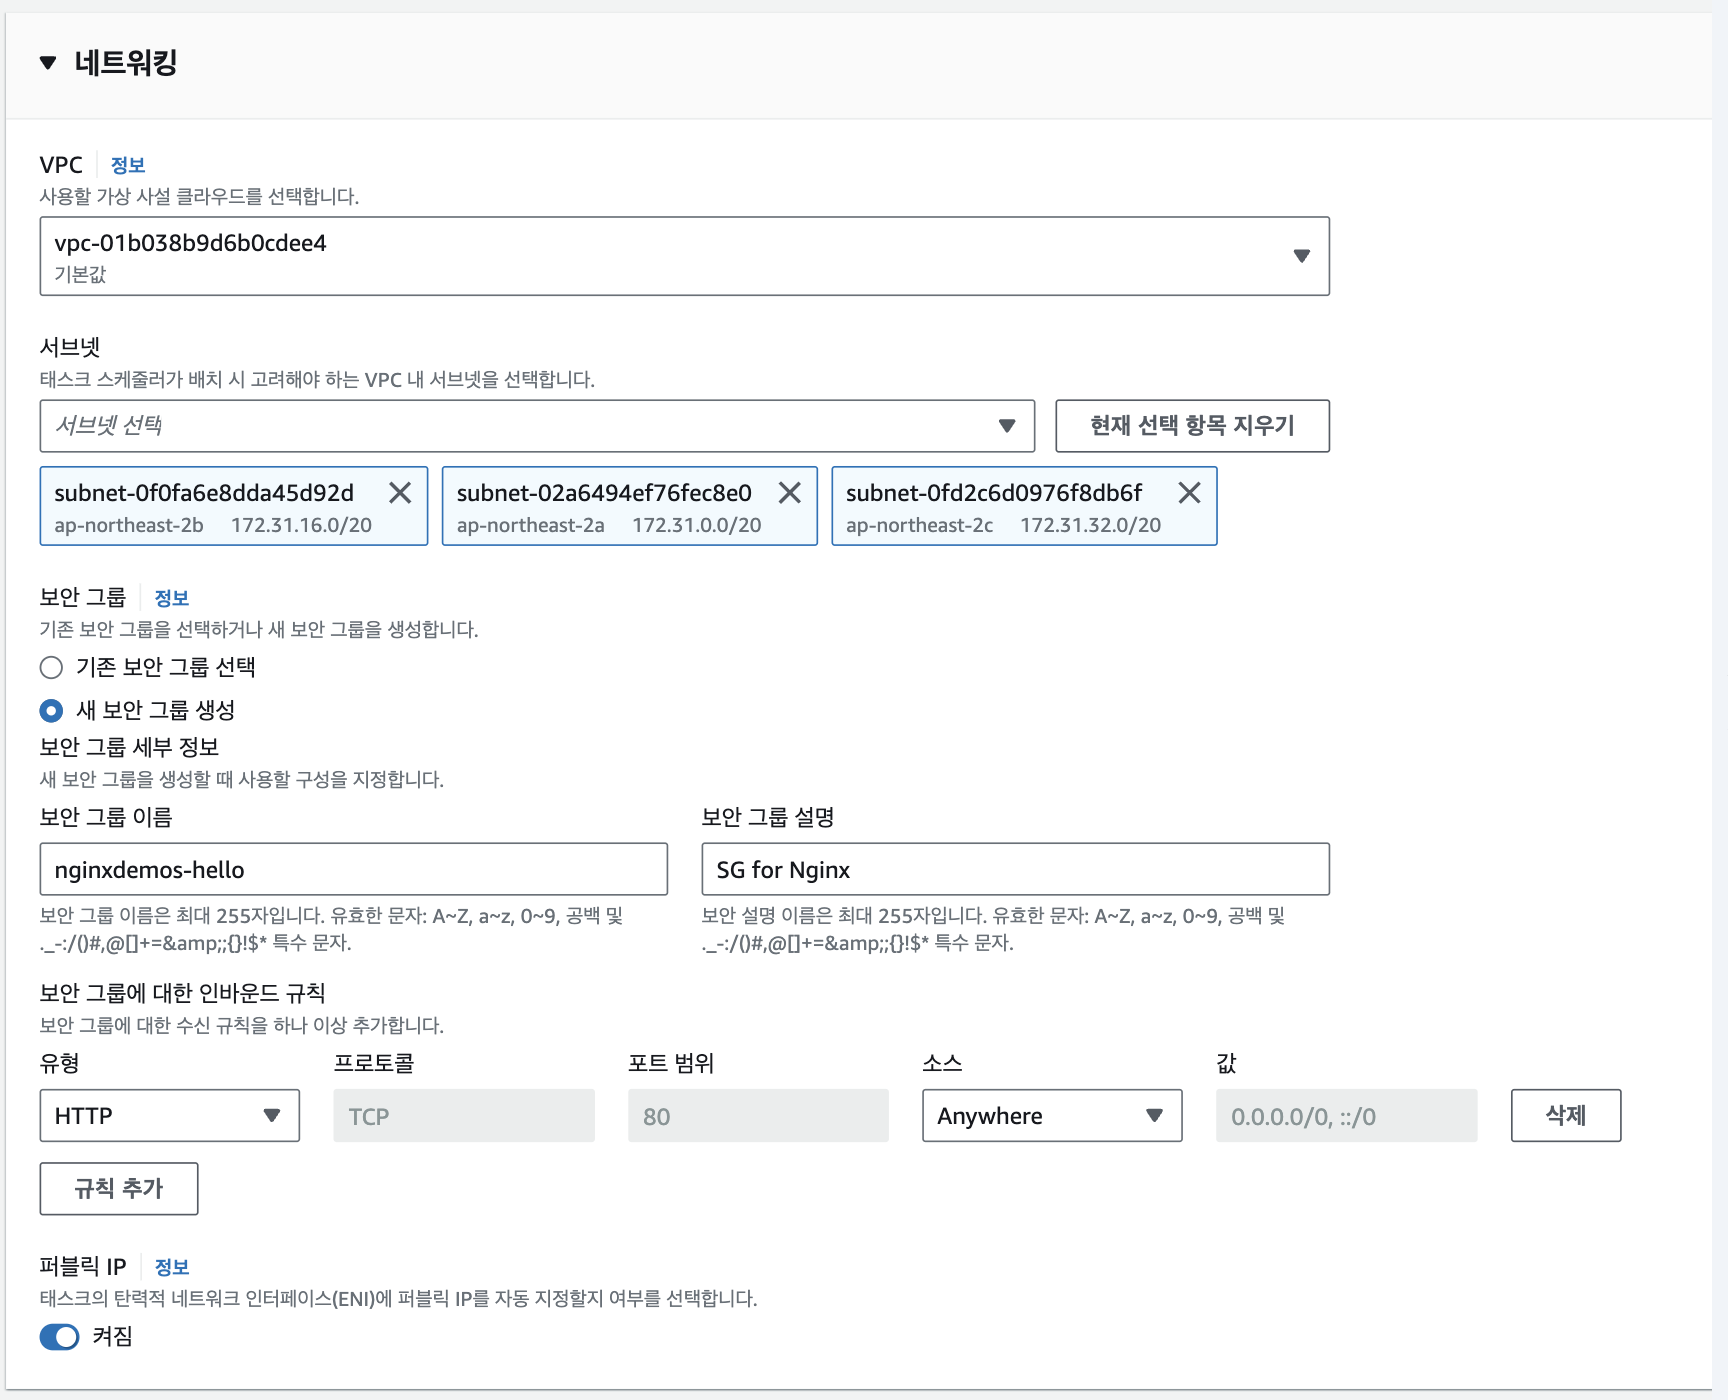 네트워킹
VPC 정보
사용할 가상 사설 클라우드를 선택합니다.
vpc-01b038b9d6b0cdee4
기본값
서브넷
태스크 스케줄러가 배치 시 고려해야 하는 VPC 내 서브넷을 선택합니다.
서브넷 선택 현재 선택 항목 지우기
subnet-0f0fa6e8dda45d92d subnet-02a6494ef76fec8e0 subnet-0fd2c6d0976f8db6f
ap-northeast-2b 172.31.16.0/20 ap-northeast-2a 172.31.0.0/20 ap-northeast-2c 172.31.32.0/20
보안 그룹 정보
기존 보안 그룹을 선택하거나 새 보안 그룹을 생성합니다.
기존 보안 그룹 선택
새 보안 그룹 생성
보안 그룹 세부 정보
새 보안 그룹을 생성할 때 사용할 구성을 지정합니다.
보안 그룹 이름 보안 그룹 설명
nginxdemos-hello SG for Nginx
보안 그룹 이름은 최대 255자입니다. 유효한 문자: A~Z, a~z, 0~9, 공백 및 보안 설명 이름은 최대 255자입니다. 유효한 문자: A~Z, a~z, 0~9, 공백 및
._-:/()#,@[]+=&amp;;{}!$* 특수 문자. ._-:/()#,@[]+=&amp;;{}!$* 특수 문자.
보안 그룹에 대한 인바운드 규칙
보안 그룹에 대한 수신 규칙을 하나 이상 추가합니다.
유형 프로토콜 포트 범위 소스 값
HTTP TCP 80 Anywhere 0.0.0.0/0, ::/0 삭제
규칙 추가
퍼블릭 IP 정보
태스크의 탄력적 네트워크 인터페이스(ENI)에 퍼블릭 IP를 자동 지정할지 여부를 선택합니다.
켜짐